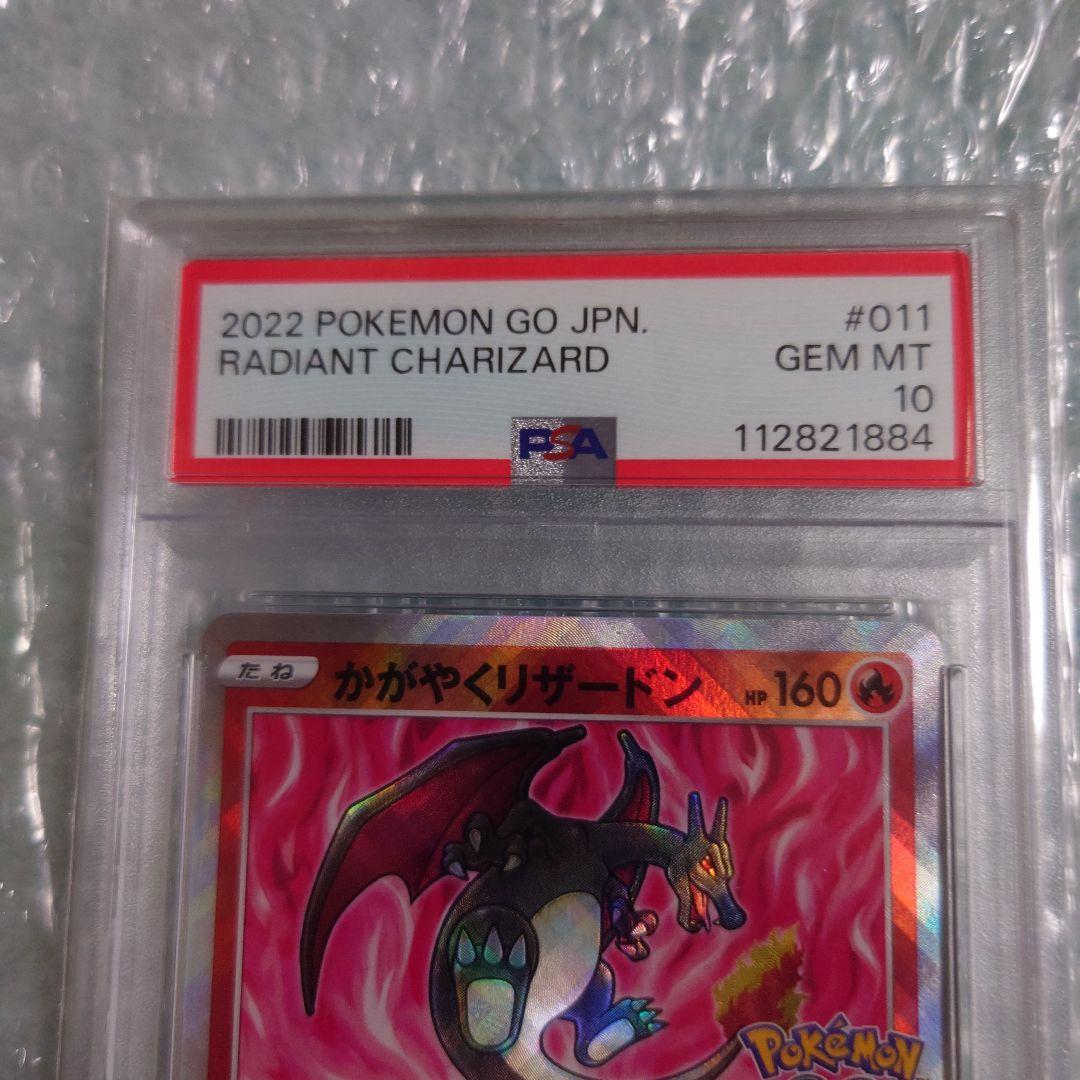 2022 POKEMON GO JPN. #011
RADIANT CHARIZARD GEM MT
10
PSA 112821884
たね かがやくリザードン HP 160
Pokémon